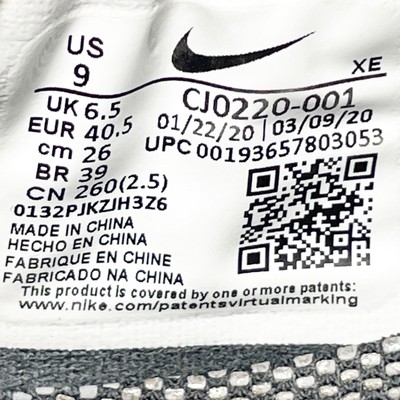 US
9
XE
UK 6.5
EUR 40.5
cm 26
BR 39
CN 260(2.5)
0132PJKZJH3Z6
CJ0220-001
01/22/20 | 03/09/20
UPC 00193657803053
MADE IN CHINA
HECHO EN CHINA
FABRIQUE EN CHINE
FABRICADO NA CHINA
This product is covered by one or more patents:
www.nike.com/patentsvirtualmarking